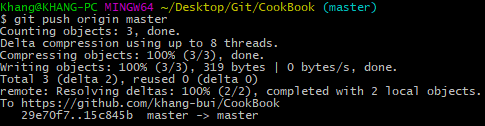 Khang@KHANG-PC MINGW64 ~/Desktop/Git/CookBook (master)
$ git push origin master
Counting objects: 3, done.
Delta compression using up to 8 threads.
Compressing objects: 100% (3/3), done.
Writing objects: 100% (3/3), 319 bytes | 0 bytes/s, done.
Total 3 (delta 2), reused 0 (delta 0)
remote: Resolving deltas: 100% (2/2), completed with 2 local objects.
To https://github.com/khang-bui/CookBook
   29e70f7..15c845b  master -> master